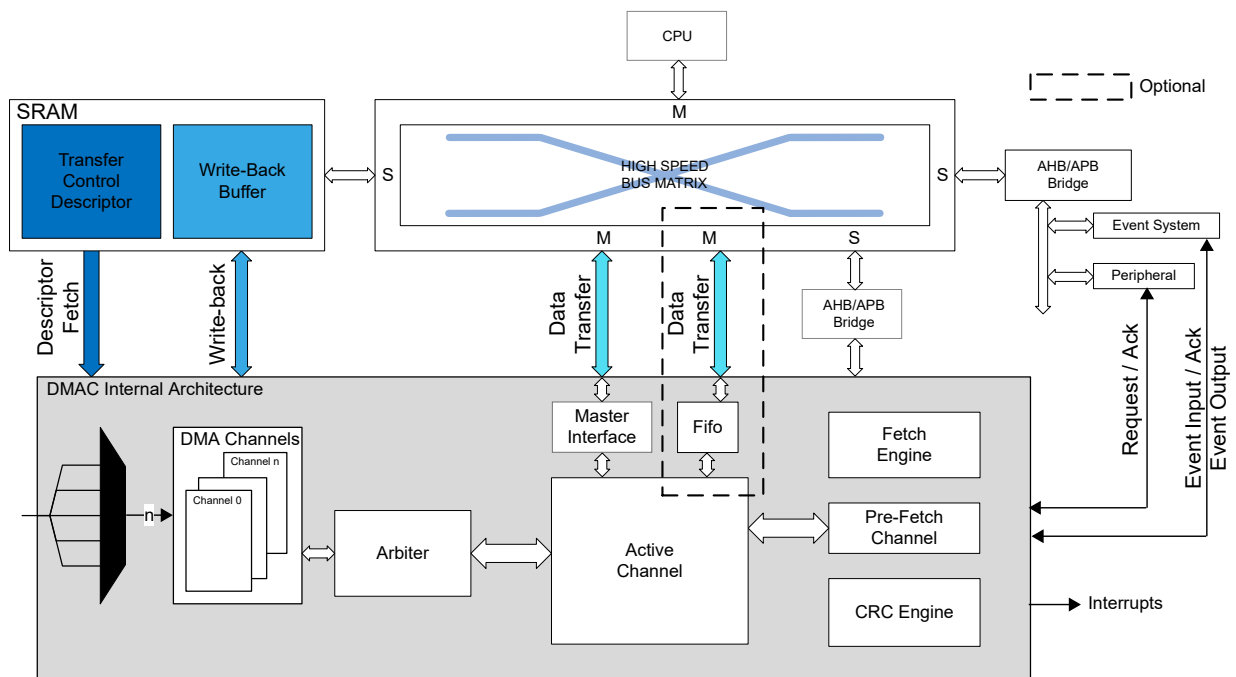 CPU
Optional
SRAM
Transfer
Control
Descriptor
Write-Back
Buffer
M
S
HIGH SPEED
BUS MATRIX
S
M
M
S
AHB/APB
Bridge
Event System
Peripheral
Descriptor
Fetch
Write-back
Data
Transfer
Data
Transfer
AHB/APB
Bridge
Request / Ack
Event Input / Ack
Event Output
DMAC Internal Architecture
Master
Interface
Fifo
Fetch
Engine
DMA Channels
Channel n
Channel 0
n
Arbiter
Active
Channel
Pre-Fetch
Channel
CRC Engine
Interrupts